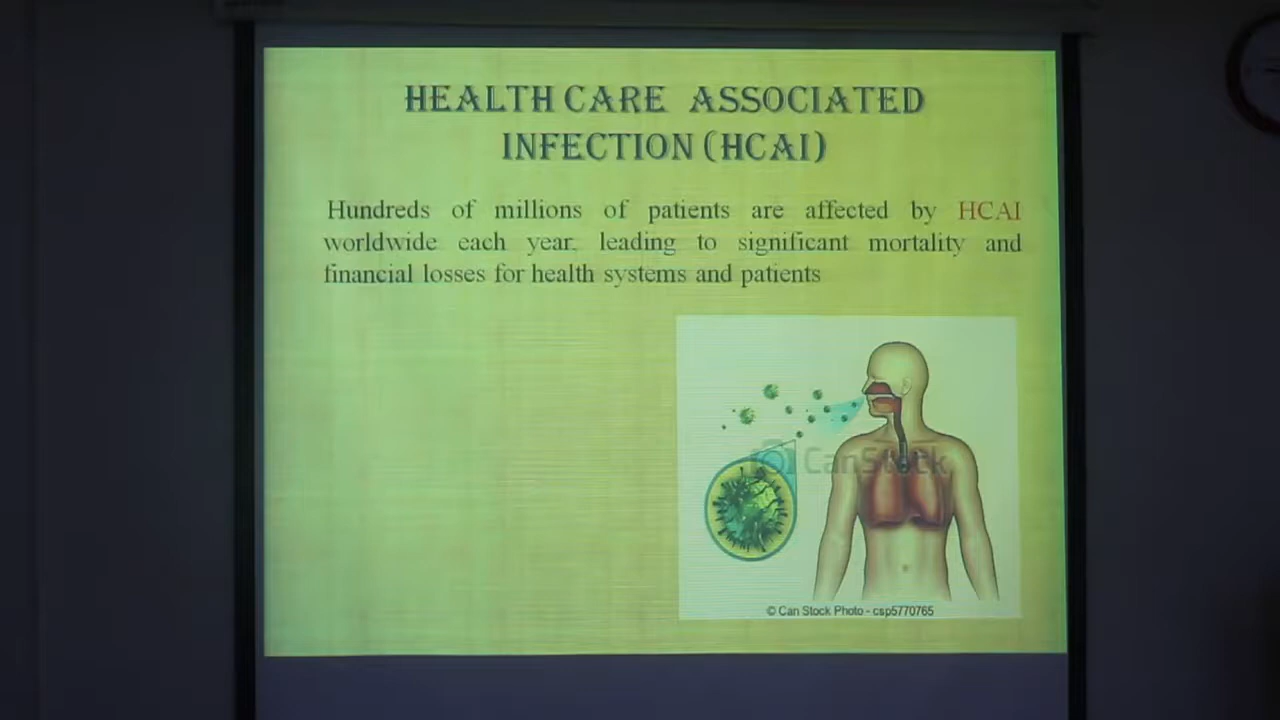 HEALTH CARE ASSOCIATED
INFECTION (HCAI)
Hundreds of millions of patients are affected by HCAI
worldwide each year, leading to significant mortality and
financial losses for health systems and patients
CanStock
© Can Stock Photo - csp5770765